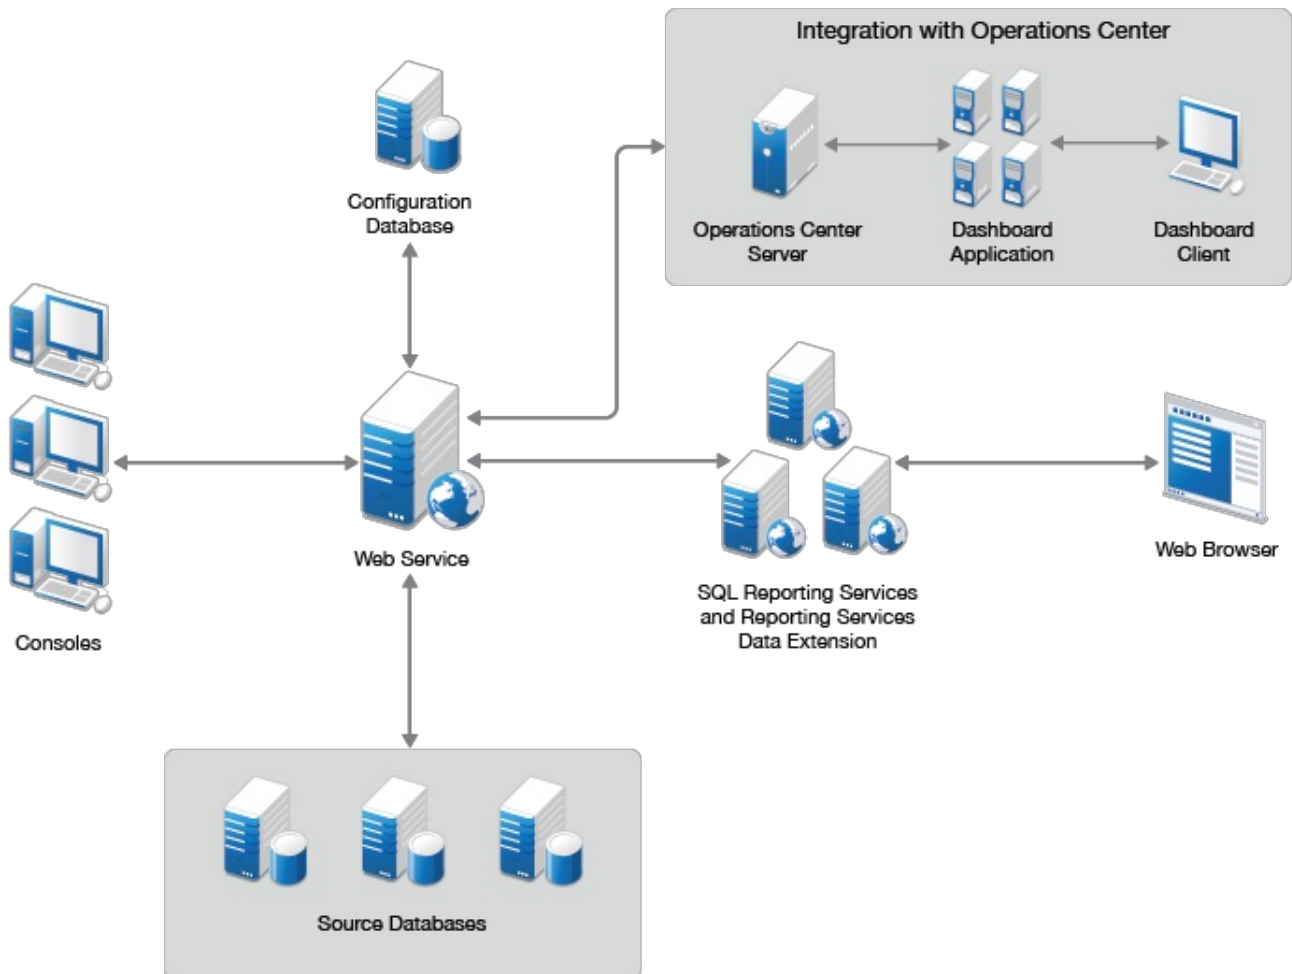 Integration with Operations Center
Configuration
Database
Operations Center
Server
Dashboard
Application
Dashboard
Client
Web Service
Web Browser
SQL Reporting Services
and Reporting Services
Data Extension
Consoles
Source Databases